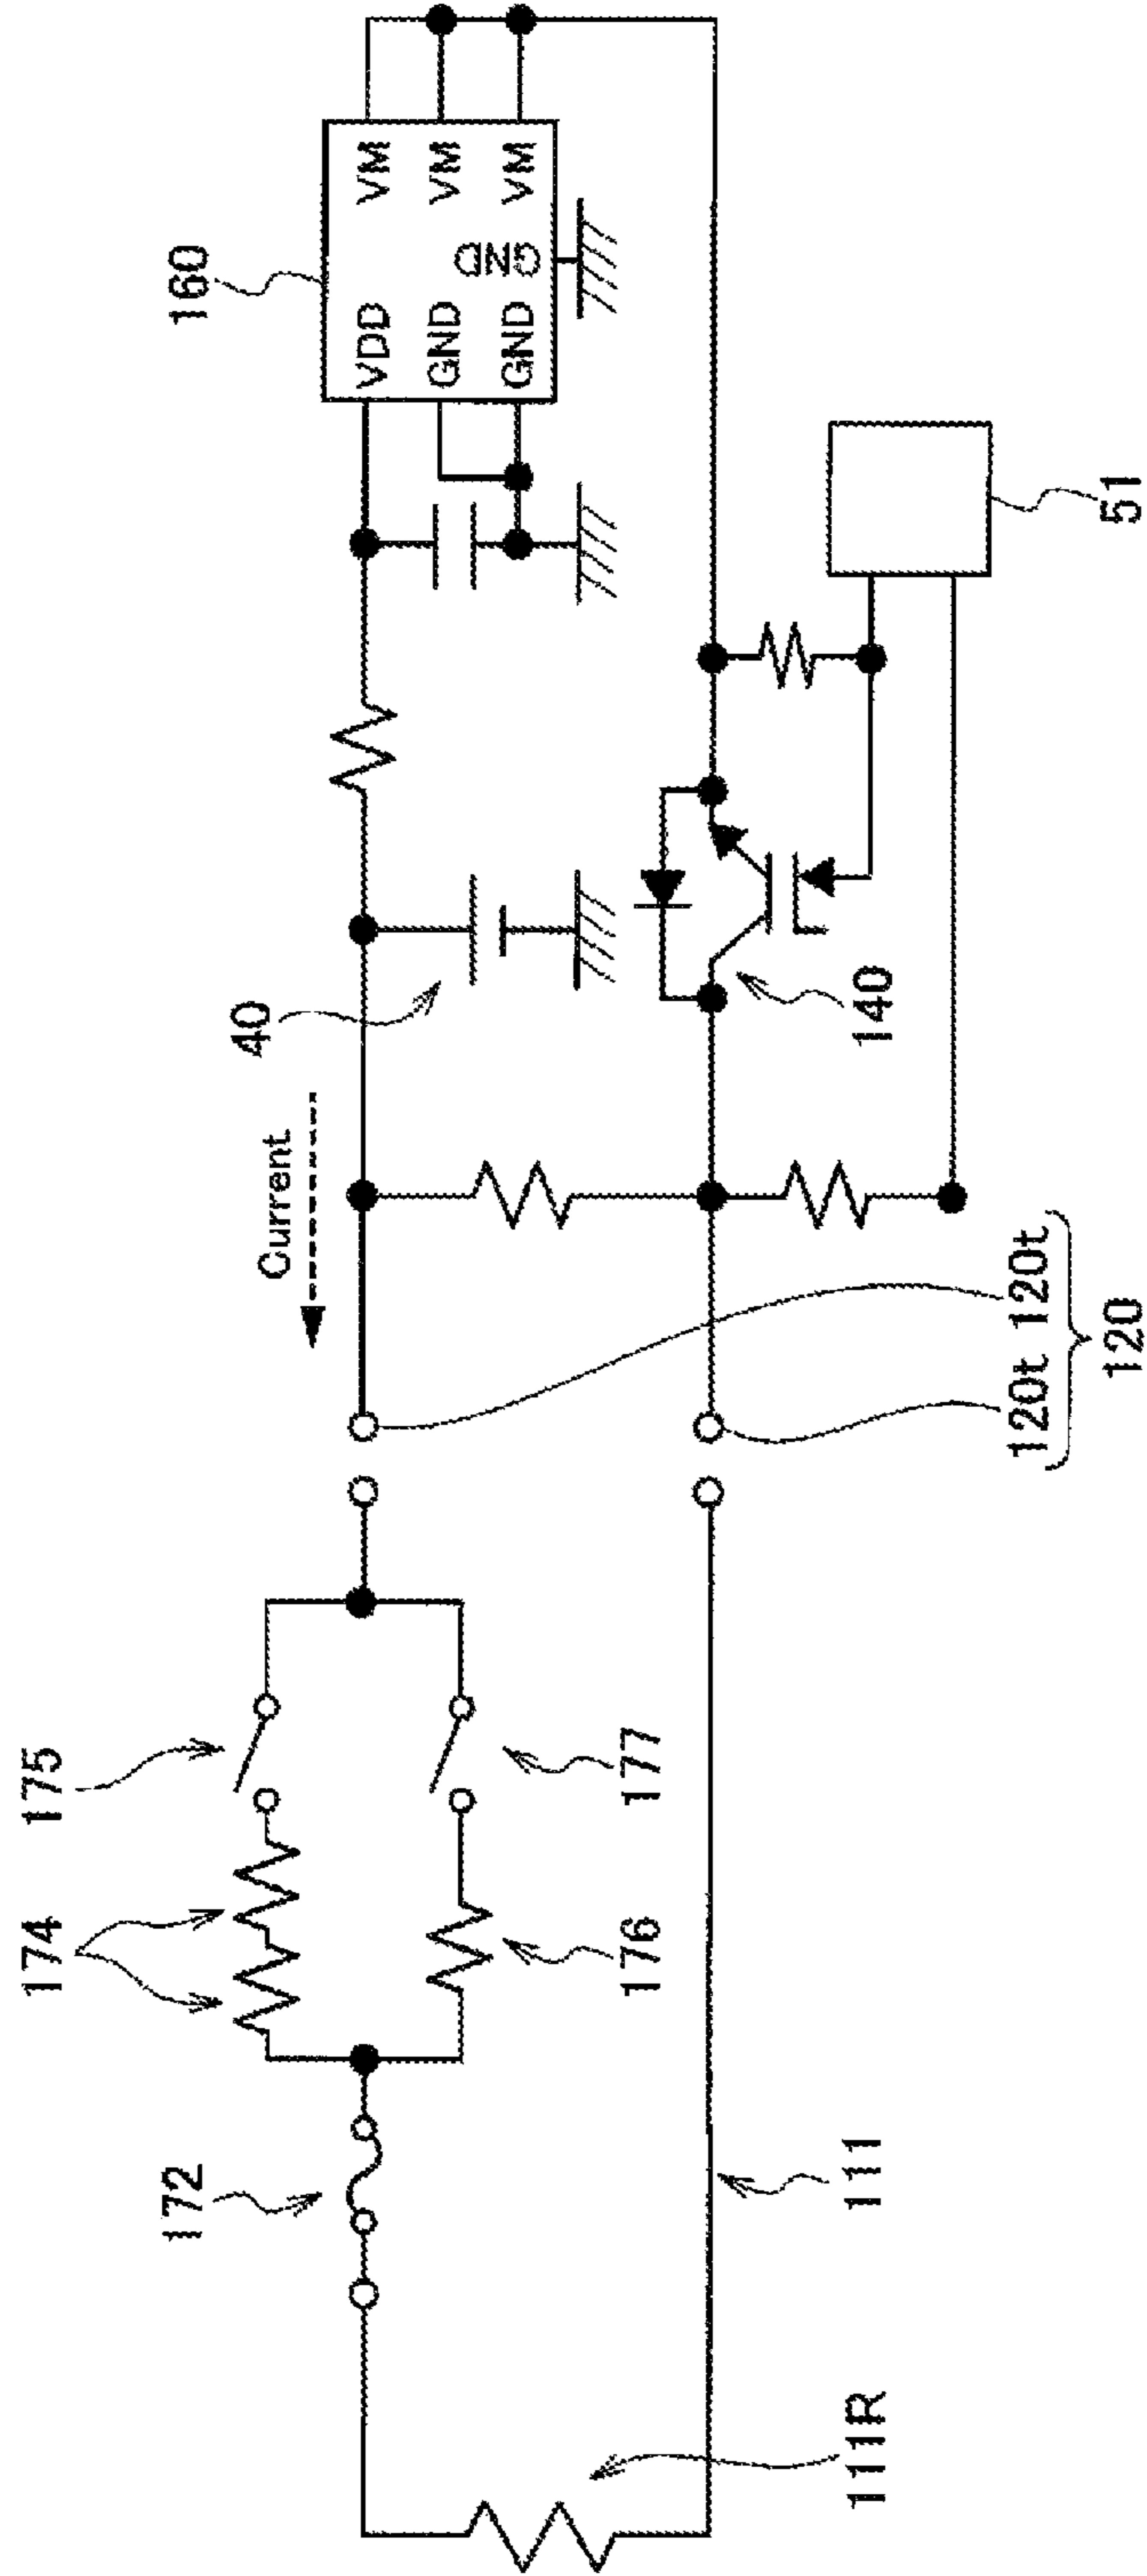 160
VDD
VM
GND
VM
GND
GND
VM
Current
40
51
140
120t 120t
120
175
174
177
176
172
111
111R